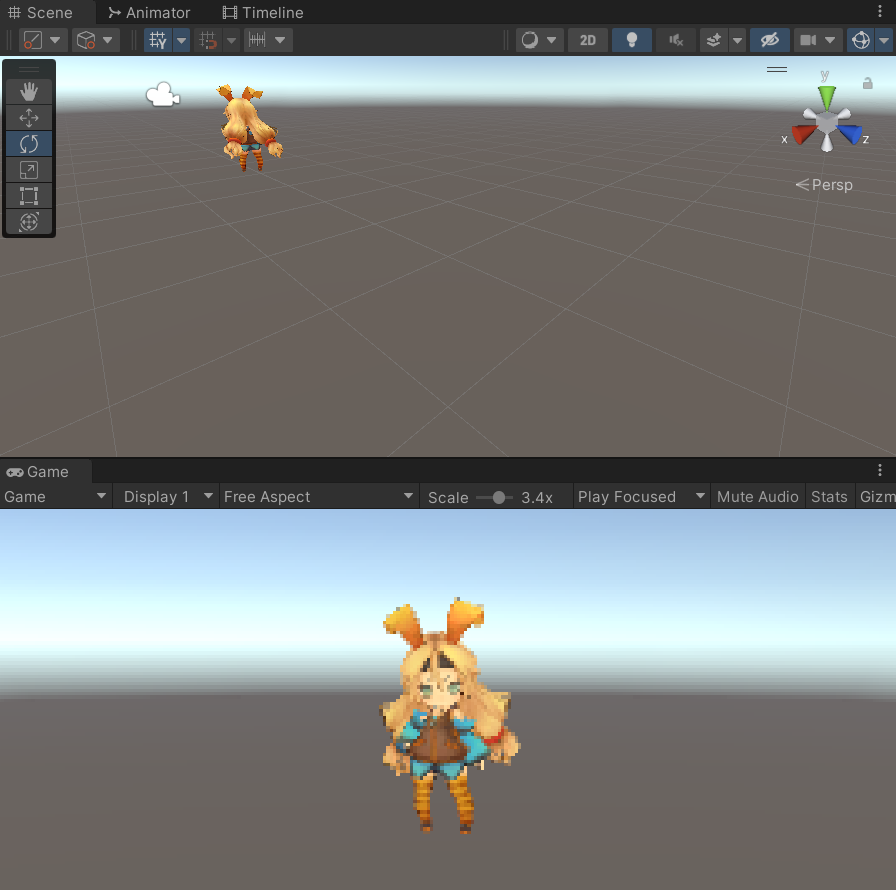 Scene Animator Timeline
2D
y
x z
Persp
Game
Game Display 1 Free Aspect Scale 3.4x Play Focused Mute Audio Stats Gizm